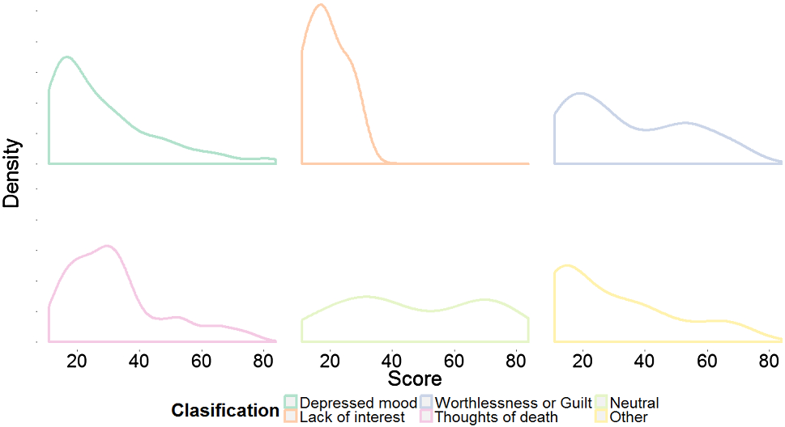 Density
20 40 60 80 20 40 60 80 20 40 60 80
Score
Clasification Depressed mood Worthlessness or Guilt Neutral
Lack of interest Thoughts of death Other